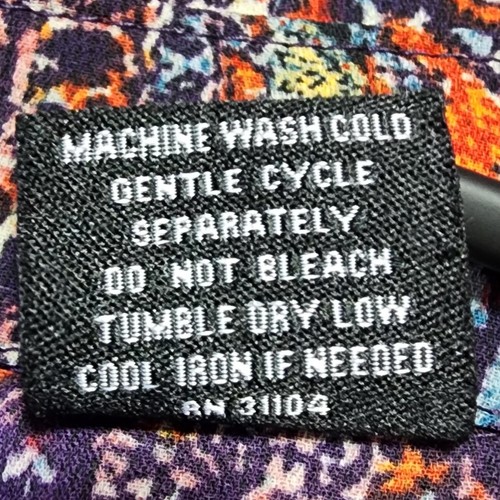 MACHINE WASH COLD
GENTLE CYCLE
SEPARATELY
DO NOT BLEACH
TUMBLE DRY LOW
COOL IRON IF NEEDED
RN 31104